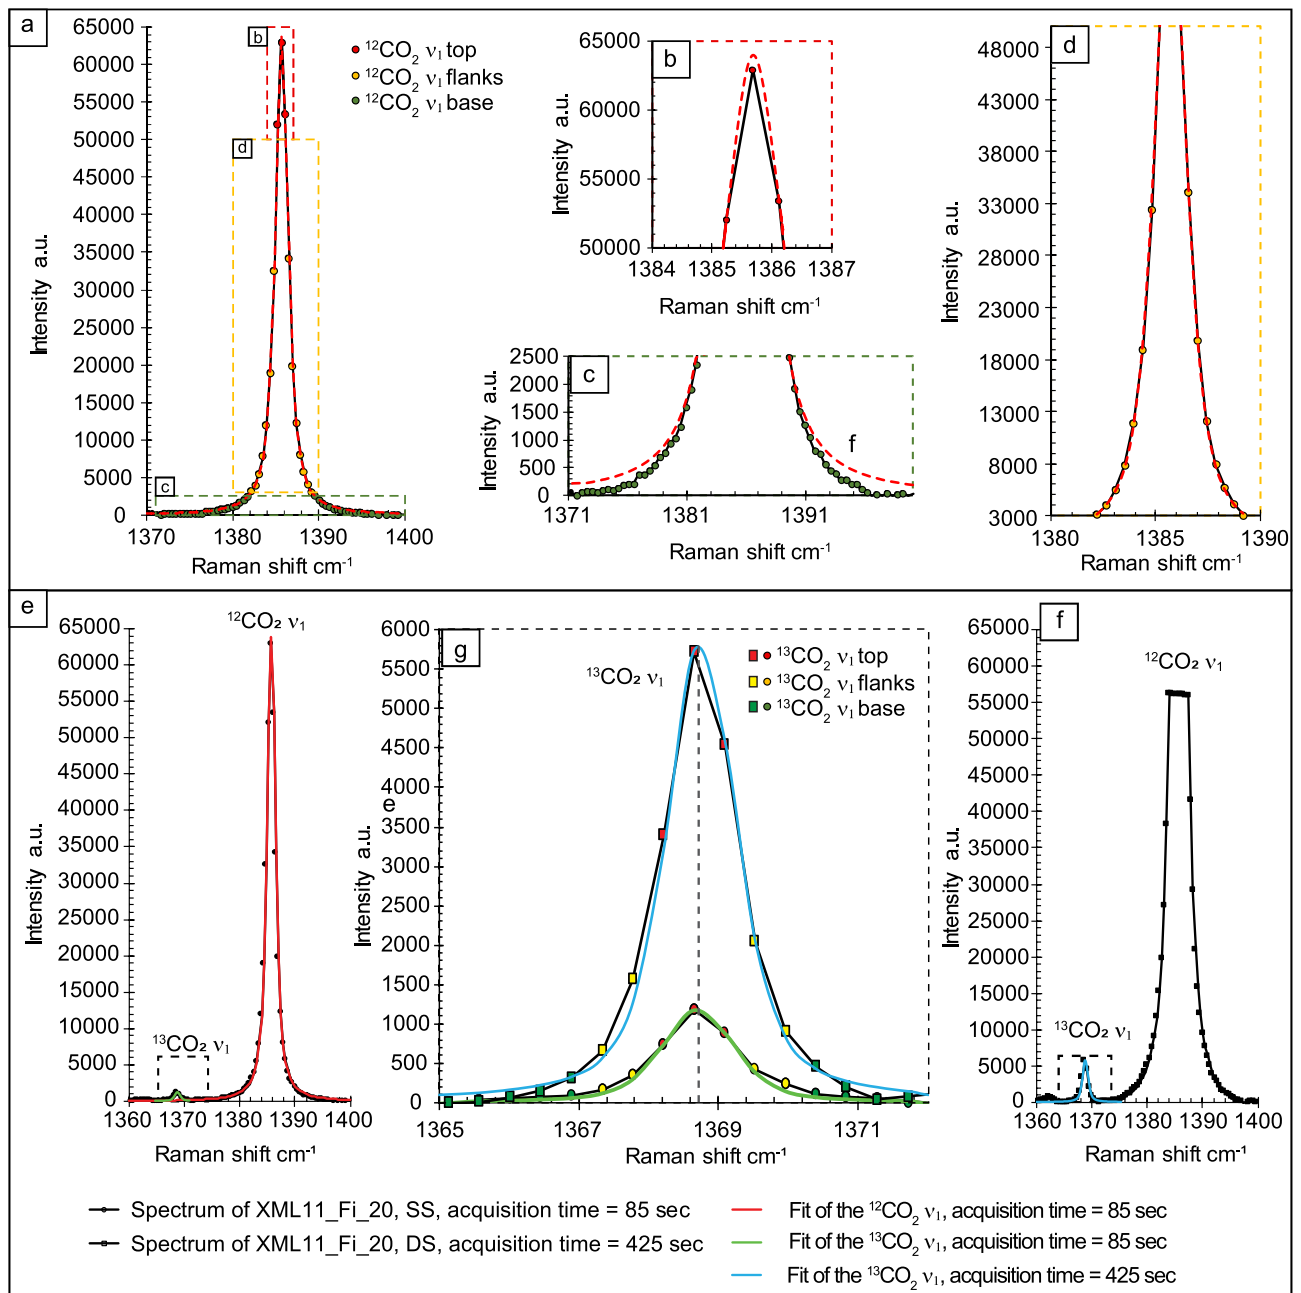 a
65000
60000
55000
50000
45000
40000
35000
30000
25000
20000
15000
10000
5000
0
1370 1380 1390 1400
Intensity a.u.
Raman shift cm⁻¹
b
d
c
¹²CO₂ ν₁ top
¹²CO₂ ν₁ flanks
¹²CO₂ ν₁ base
b
65000
60000
55000
50000
1384 1385 1386 1387
Intensity a.u.
Raman shift cm⁻¹
c
2500
2000
1500
1000
500
0
1371 1381 1391
f
Intensity a.u.
Raman shift cm⁻¹
d
48000
43000
38000
33000
28000
23000
18000
13000
8000
3000
1380 1385 1390
Intensity a.u.
Raman shift cm⁻¹
e
¹²CO₂ ν₁
65000
60000
55000
50000
45000
40000
35000
30000
25000
20000
15000
10000
5000
0
¹³CO₂ ν₁
1360 1370 1380 1390 1400
Intensity a.u.
Raman shift cm⁻¹
g
6000
5500
5000
4500
4000
e
3500
3000
2500
2000
1500
1000
500
0
1365 1367 1369 1371
¹³CO₂ ν₁
¹³CO₂ ν₁ top
¹³CO₂ ν₁ flanks
¹³CO₂ ν₁ base
Intensity a.u.
Raman shift cm⁻¹
f
¹²CO₂ ν₁
65000
60000
55000
50000
45000
40000
35000
30000
25000
20000
15000
10000
5000
0
¹³CO₂ ν₁
1360 1370 1380 1390 1400
Intensity a.u.
Raman shift cm⁻¹
Spectrum of XML11_Fi_20, SS, acquisition time = 85 sec
Spectrum of XML11_Fi_20, DS, acquisition time = 425 sec
Fit of the ¹²CO₂ ν₁, acquisition time = 85 sec
Fit of the ¹³CO₂ ν₁, acquisition time = 85 sec
Fit of the ¹³CO₂ ν₁, acquisition time = 425 sec